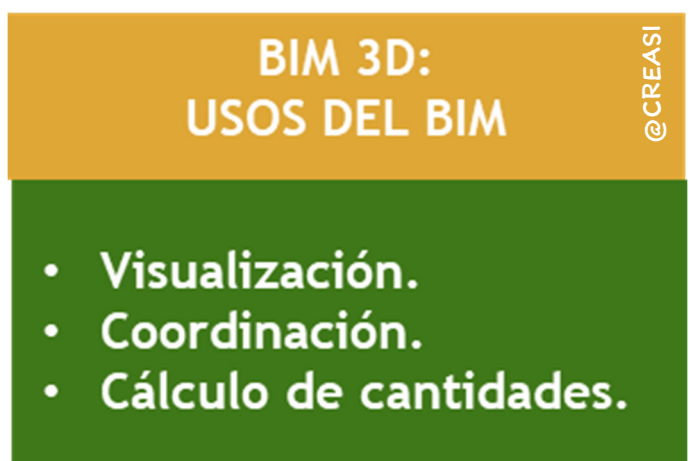 BIM 3D:
USOS DEL BIM
@CREASI
• Visualización.
• Coordinación.
• Cálculo de cantidades.